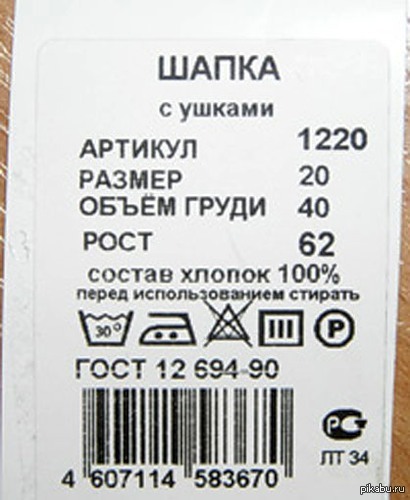 ШАПКА
с ушками
АРТИКУЛ 1220
РАЗМЕР 20
ОБЪЁМ ГРУДИ 40
РОСТ 62
состав хлопок 100%
перед использованием стирать
30° P
ГОСТ 12 694-90
4 607114 583670
РС
ЛТ 34
pikabu.ru